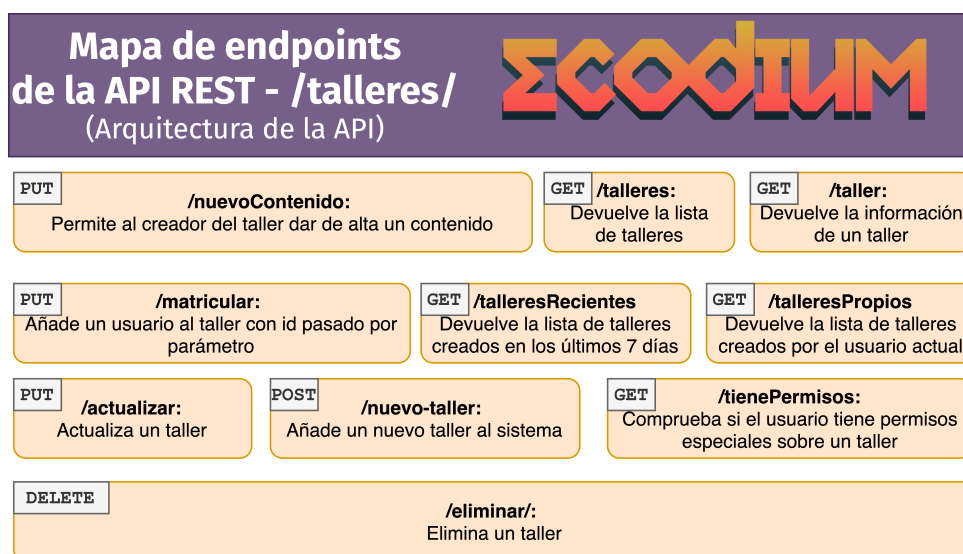 Mapa de endpoints
de la API REST - /talleres/
(Arquitectura de la API)
ECODIUM
PUT
/nuevoContenido:
Permite al creador del taller dar de alta un contenido
GET
/talleres:
Devuelve la lista
de talleres
GET
/taller:
Devuelve la información
de un taller
PUT
/matricular:
Añade un usuario al taller con id pasado por
parámetro
GET
/talleresRecientes
Devuelve la lista de talleres
creados en los últimos 7 días
GET
/talleresPropios
Devuelve la lista de talleres
creados por el usuario actual
PUT
/actualizar:
Actualiza un taller
POST
/nuevo-taller:
Añade un nuevo taller al sistema
GET
/tienePermisos:
Comprueba si el usuario tiene permisos
especiales sobre un taller
DELETE
/eliminar/:
Elimina un taller